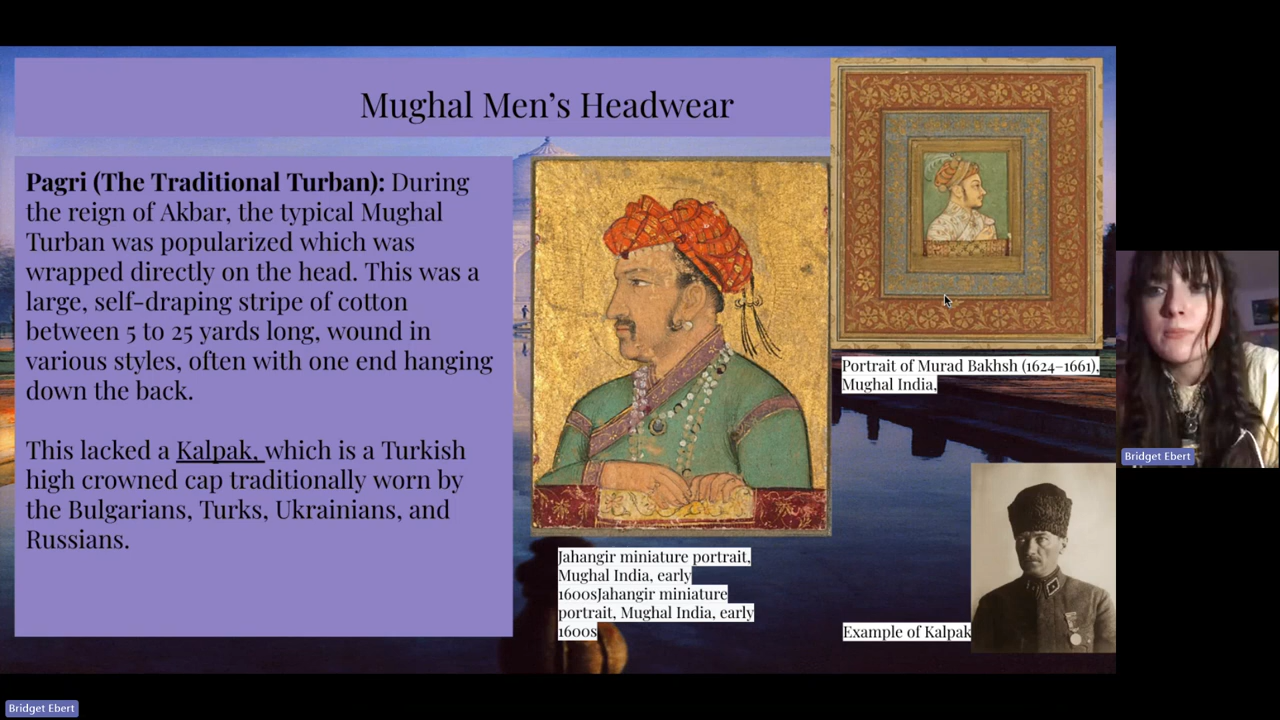 Mughal Men’s Headwear
Pagri (The Traditional Turban): During
the reign of Akbar, the typical Mughal
Turban was popularized which was
wrapped directly on the head. This was a
large, self-draping stripe of cotton
between 5 to 25 yards long, wound in
various styles, often with one end hanging
down the back.
This lacked a Kalpak, which is a Turkish
high crowned cap traditionally worn by
the Bulgarians, Turks, Ukrainians, and
Russians.
Jahangir miniature portrait,
Mughal India, early
1600sJahangir miniature
portrait, Mughal India, early
1600s
Portrait of Murad Bakhsh (1624–1661),
Mughal India,
Example of Kalpak
Bridget Ebert
Bridget Ebert